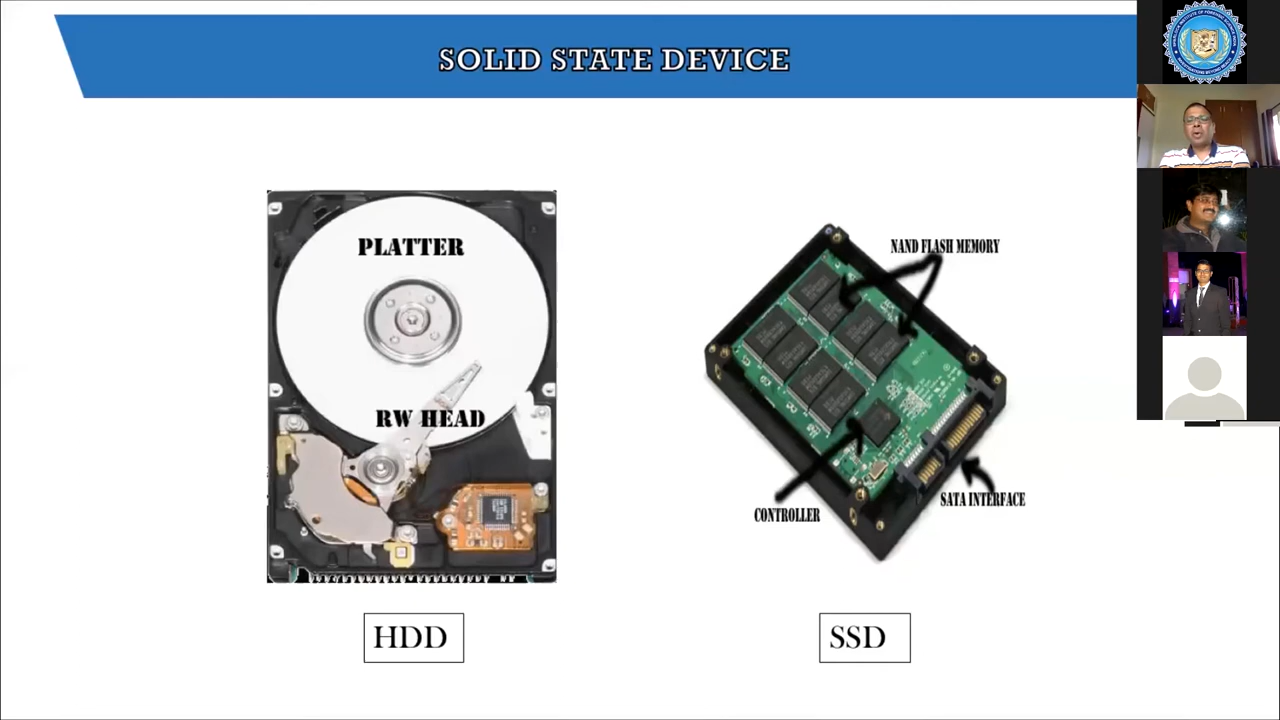 SOLID STATE DEVICE
PLATTER
RW HEAD
NAND FLASH MEMORY
CONTROLLER
SATA INTERFACE
HDD
SSD